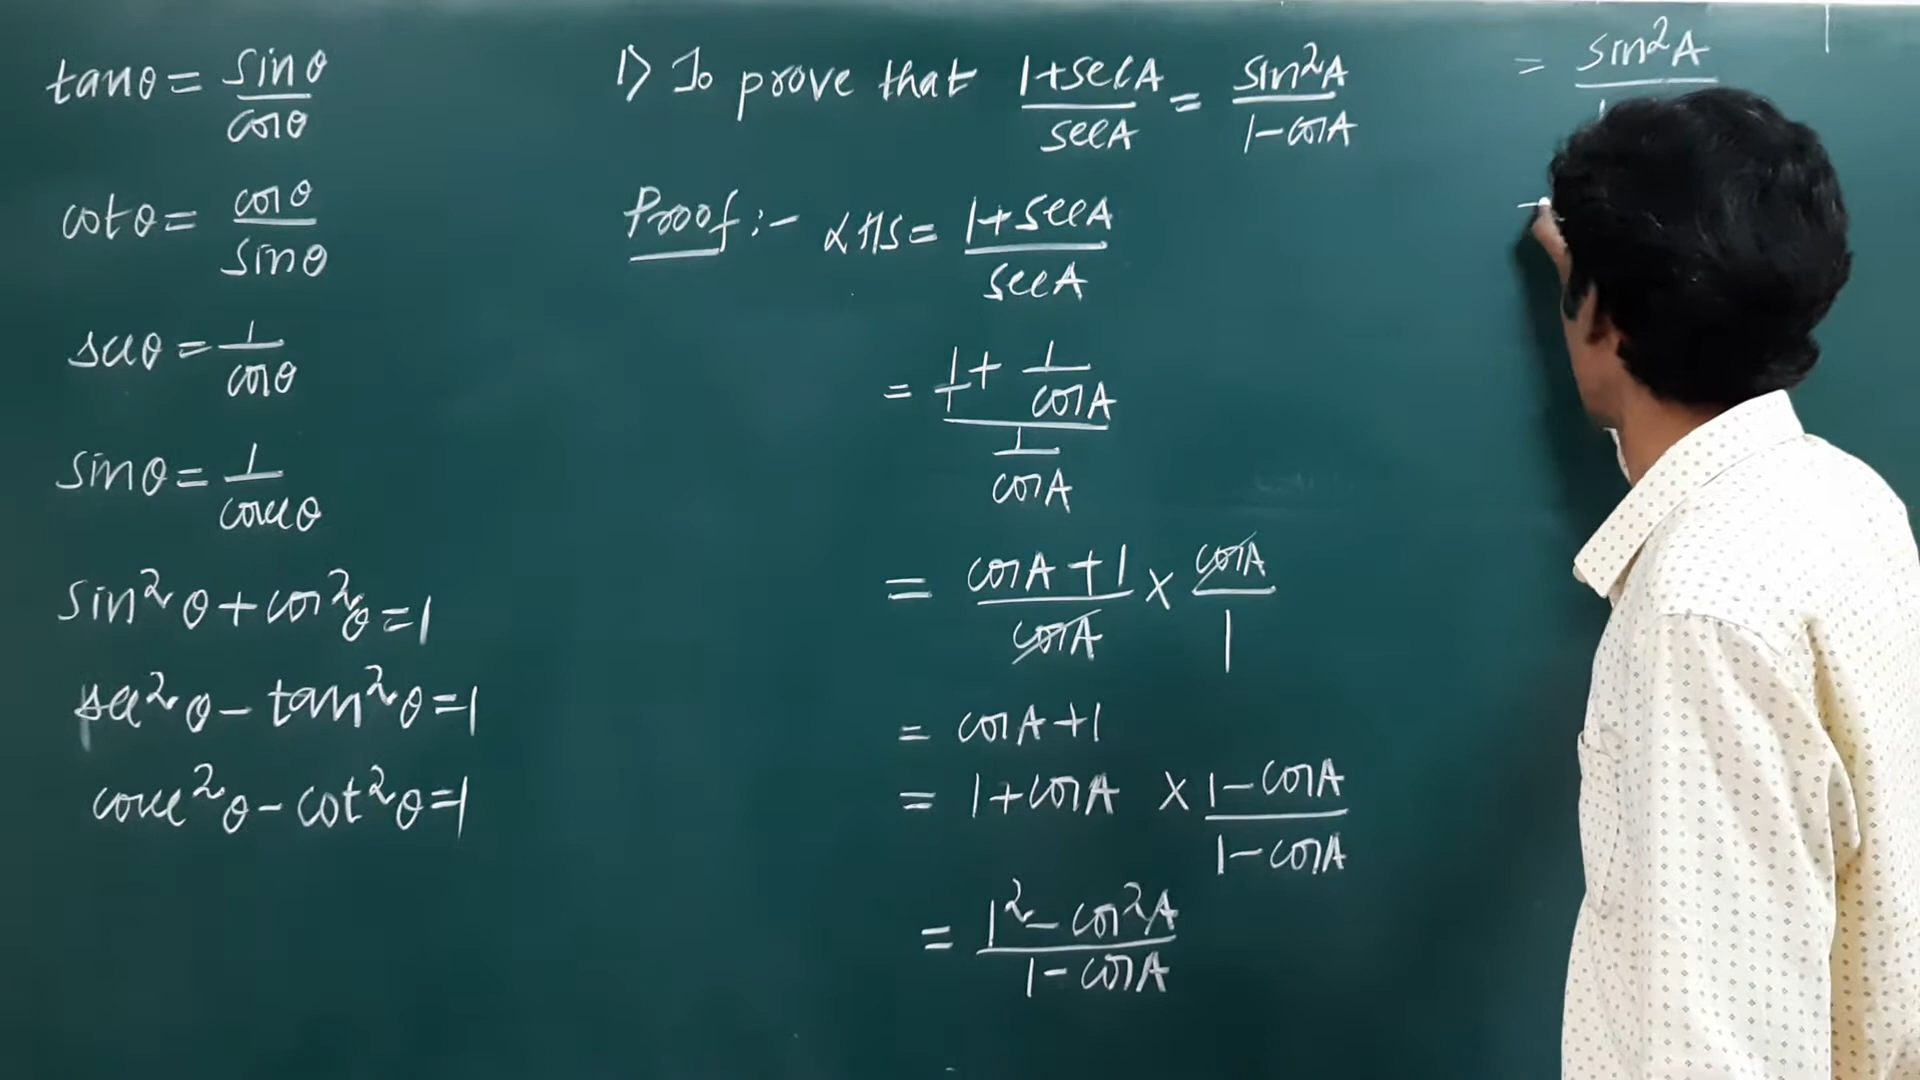 tanθ = sinθ/cosθ
cotθ = cosθ/sinθ
secθ = 1/cosθ
sinθ = 1/cosecθ
sin²θ + cos²θ = 1
sec²θ - tan²θ = 1
cosec²θ - cot²θ = 1
1) To prove that (1+secA)/secA = sin²A/(1-cosA)
Proof :- LHS = (1+secA)/secA
= (1/1 + 1/cosA)/(1/cosA)
= (cosA+1)/cosA × cosA/1
= cosA+1
= 1+cosA × (1-cosA)/(1-cosA)
= (1²-cos²A)/(1-cosA)
= sin²A